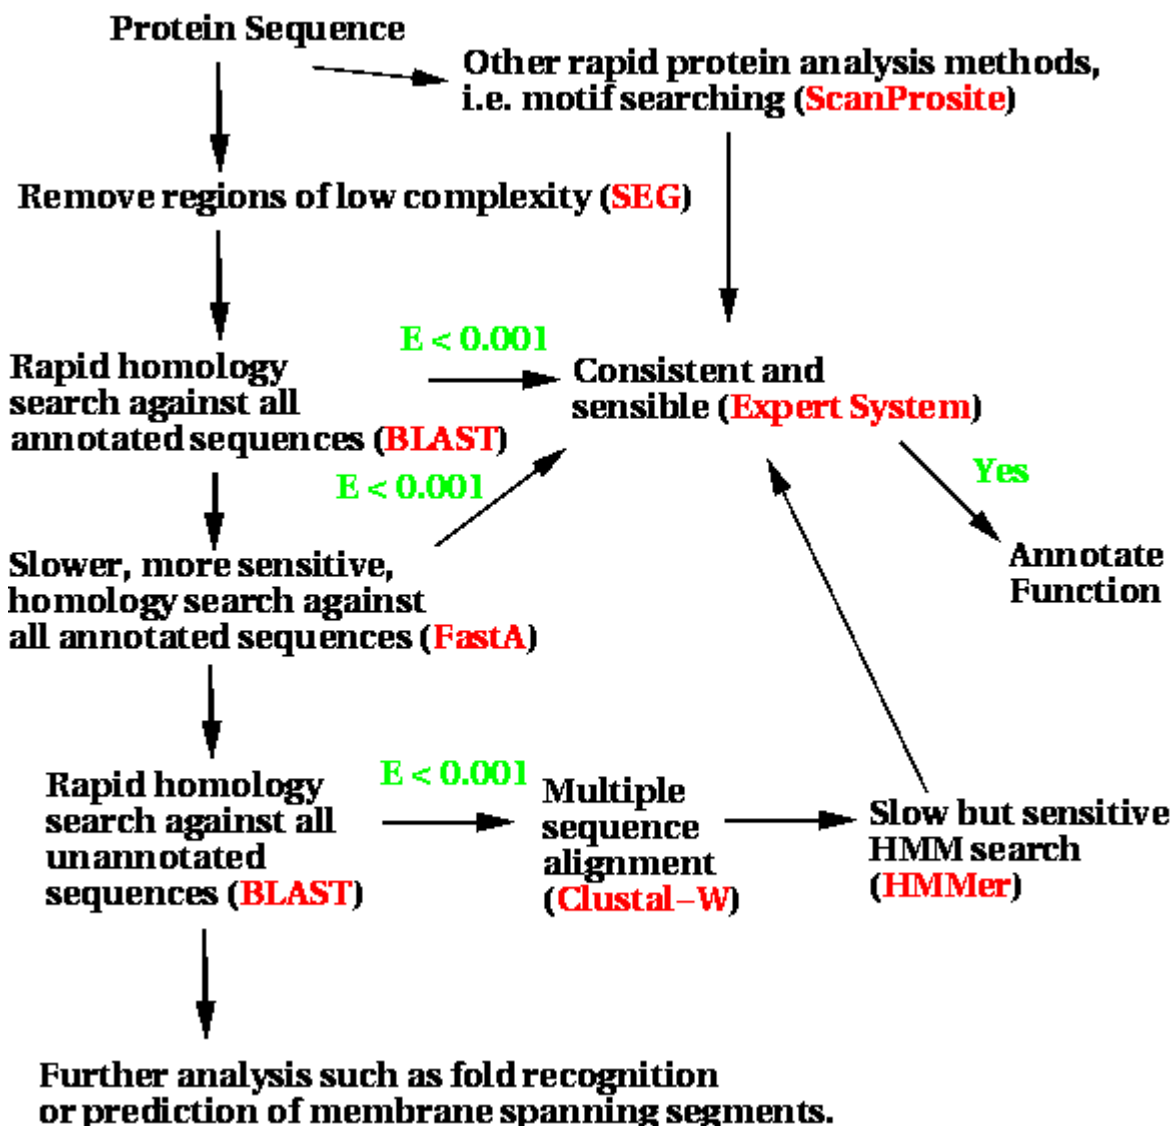 Protein Sequence
Other rapid protein analysis methods,
i.e. motif searching (ScanProsite)
Remove regions of low complexity (SEG)
E < 0.001
Rapid homology
search against all
annotated sequences (BLAST)
Consistent and
sensible (Expert System)
E < 0.001
Yes
Slower, more sensitive,
homology search against
all annotated sequences (FastA)
Annotate
Function
Rapid homology
search against all
unannotated
sequences (BLAST)
E < 0.001
Multiple
sequence
alignment
(Clustal–W)
Slow but sensitive
HMM search
(HMMer)
Further analysis such as fold recognition
or prediction of membrane spanning segments.